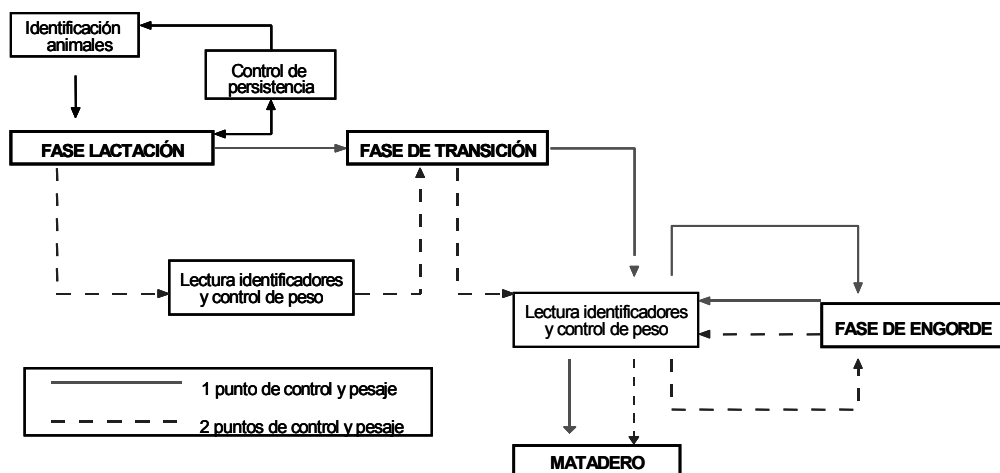 Identificación
animales
Control de
persistencia
FASE LACTACIÓN
FASE DE TRANSICIÓN
Lectura identificadores
y control de peso
Lectura identificadores
y control de peso
FASE DE ENGORDE
1 punto de control y pesaje
2 puntos de control y pesaje
MATADERO